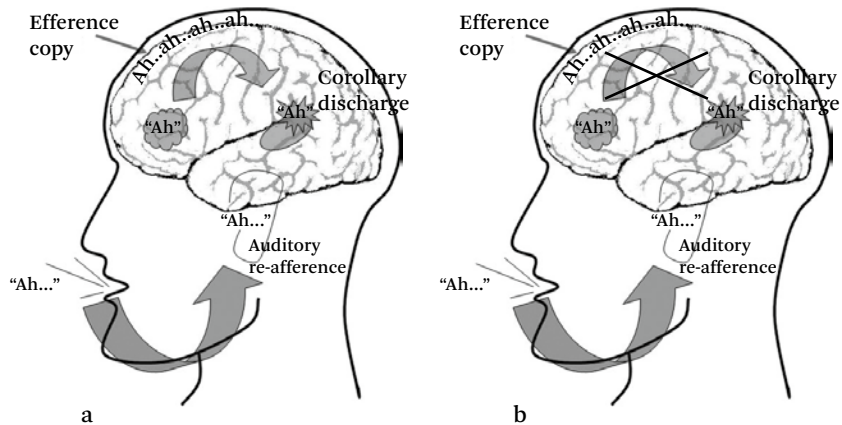 Efference
copy
Ah..ah..ah..ah..
Corollary
discharge
"Ah"
"Ah"
"Ah..."
Auditory
re-afference
"Ah..."
a
Efference
copy
Ah..ah..ah..ah..
Corollary
discharge
"Ah"
"Ah"
"Ah..."
Auditory
re-afference
"Ah..."
b